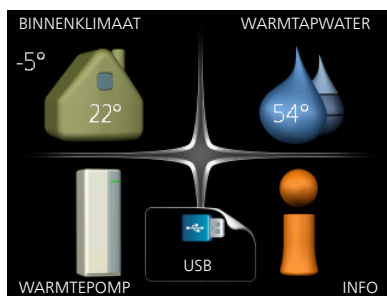 BINNENKLIMAAT
WARMTAPWATER
-5°
22°
54°
USB
WARMTEPOMP
INFO